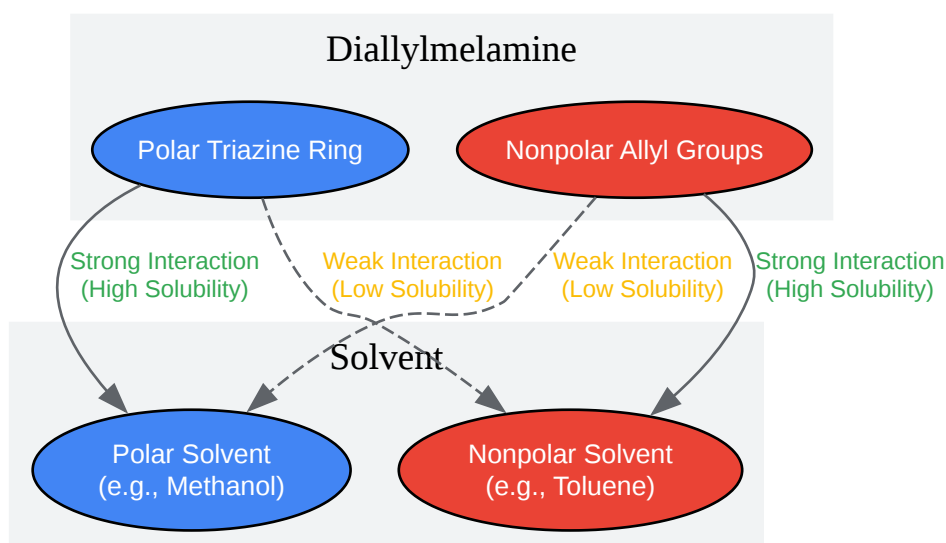 Diallylmelamine
Polar Triazine Ring
Nonpolar Allyl Groups
Strong Interaction
(High Solubility)
Weak Interaction
(Low Solubility)
Weak Interaction
(Low Solubility)
Strong Interaction
(High Solubility)
Solvent
Polar Solvent
(e.g., Methanol)
Nonpolar Solvent
(e.g., Toluene)